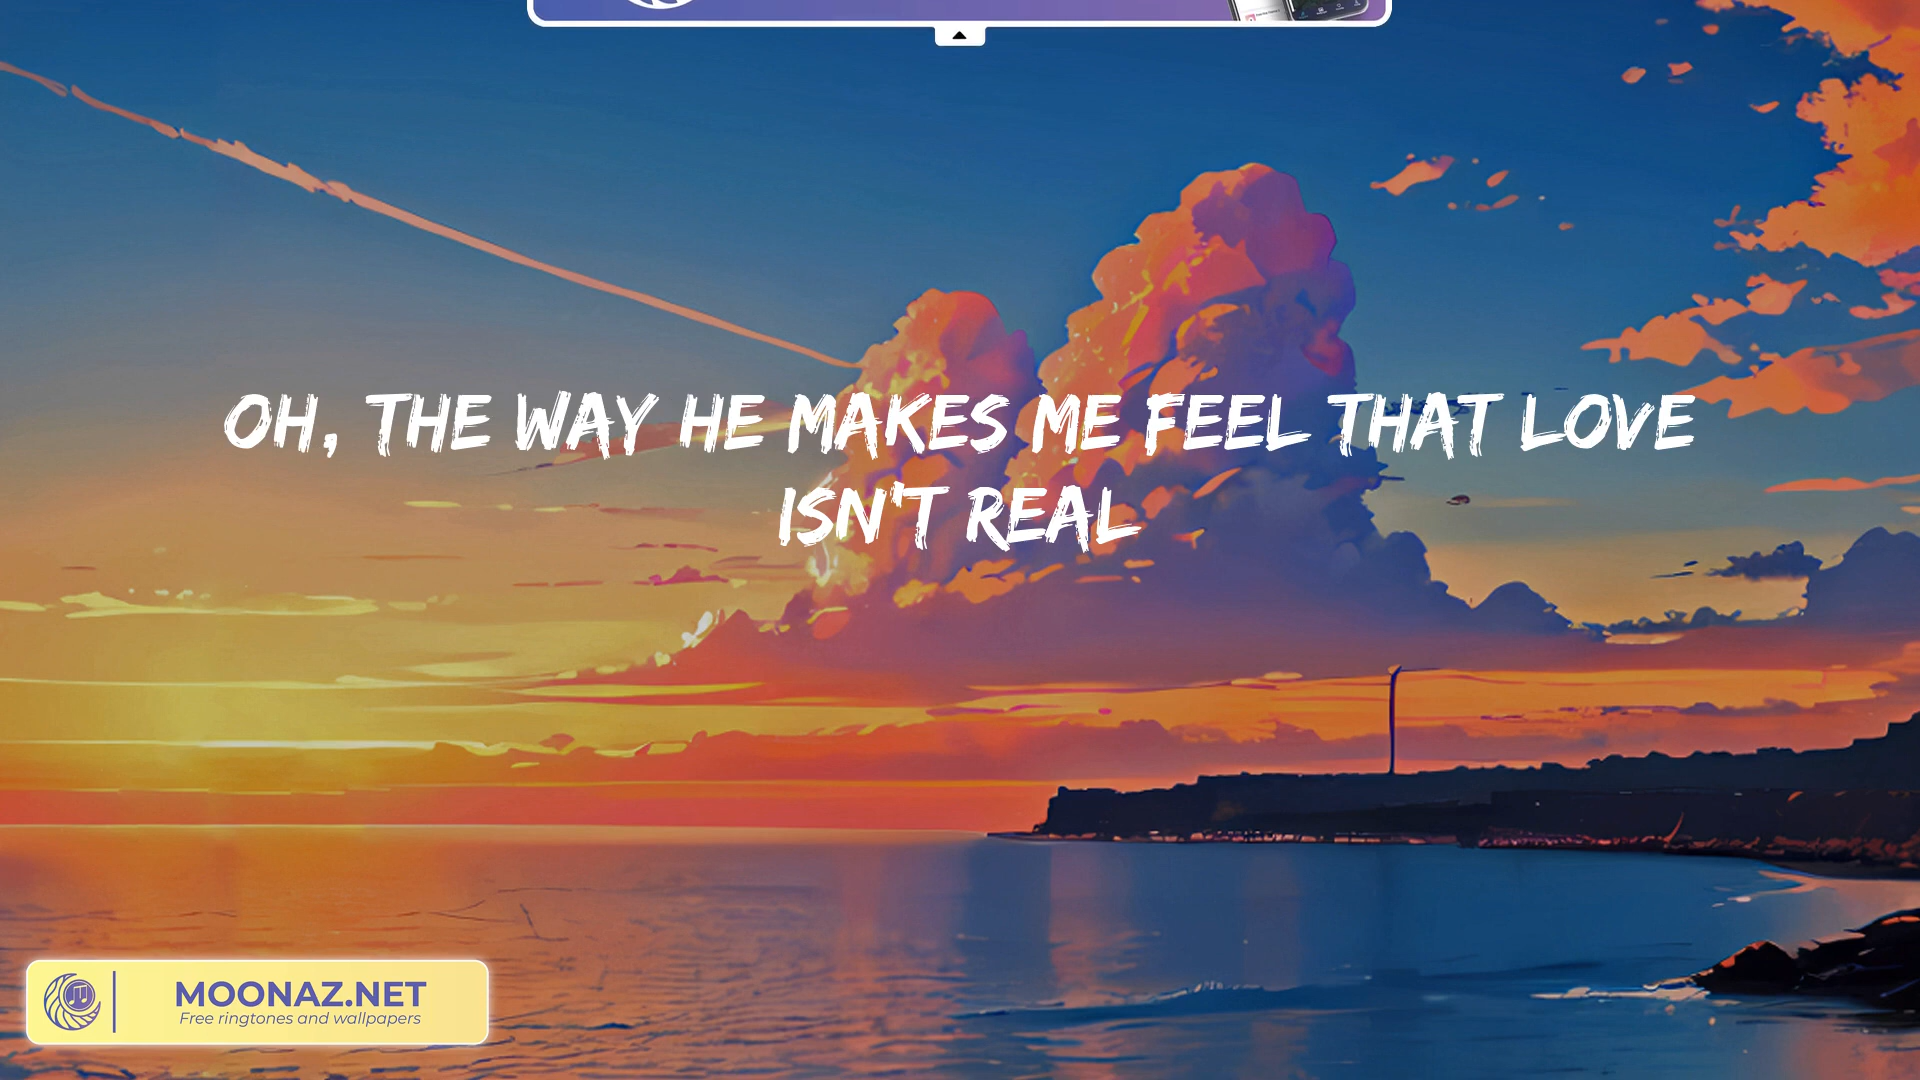 OH, THE WAY HE MAKES ME FEEL THAT LOVE
ISN'T REAL
MOONAZ.NET
Free ringtones and wallpapers